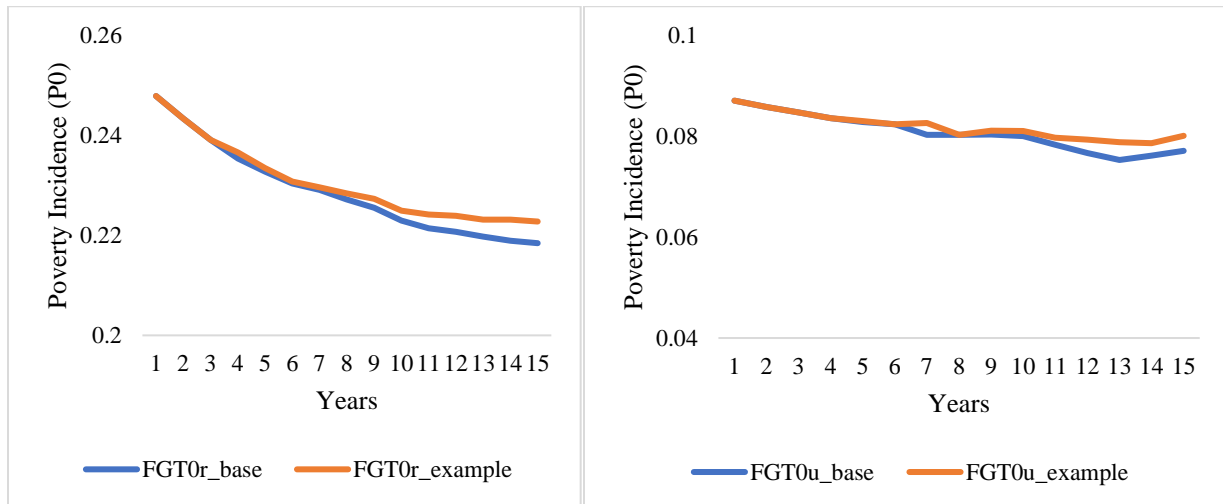 Poverty Incidence (P0)
0.26
0.24
0.22
0.2
1 2 3 4 5 6 7 8 9 10 11 12 13 14 15
Years
FGT0r_base FGT0r_example
Poverty Incidence (P0)
0.1
0.08
0.06
0.04
1 2 3 4 5 6 7 8 9 10 11 12 13 14 15
Years
FGT0u_base FGT0u_example